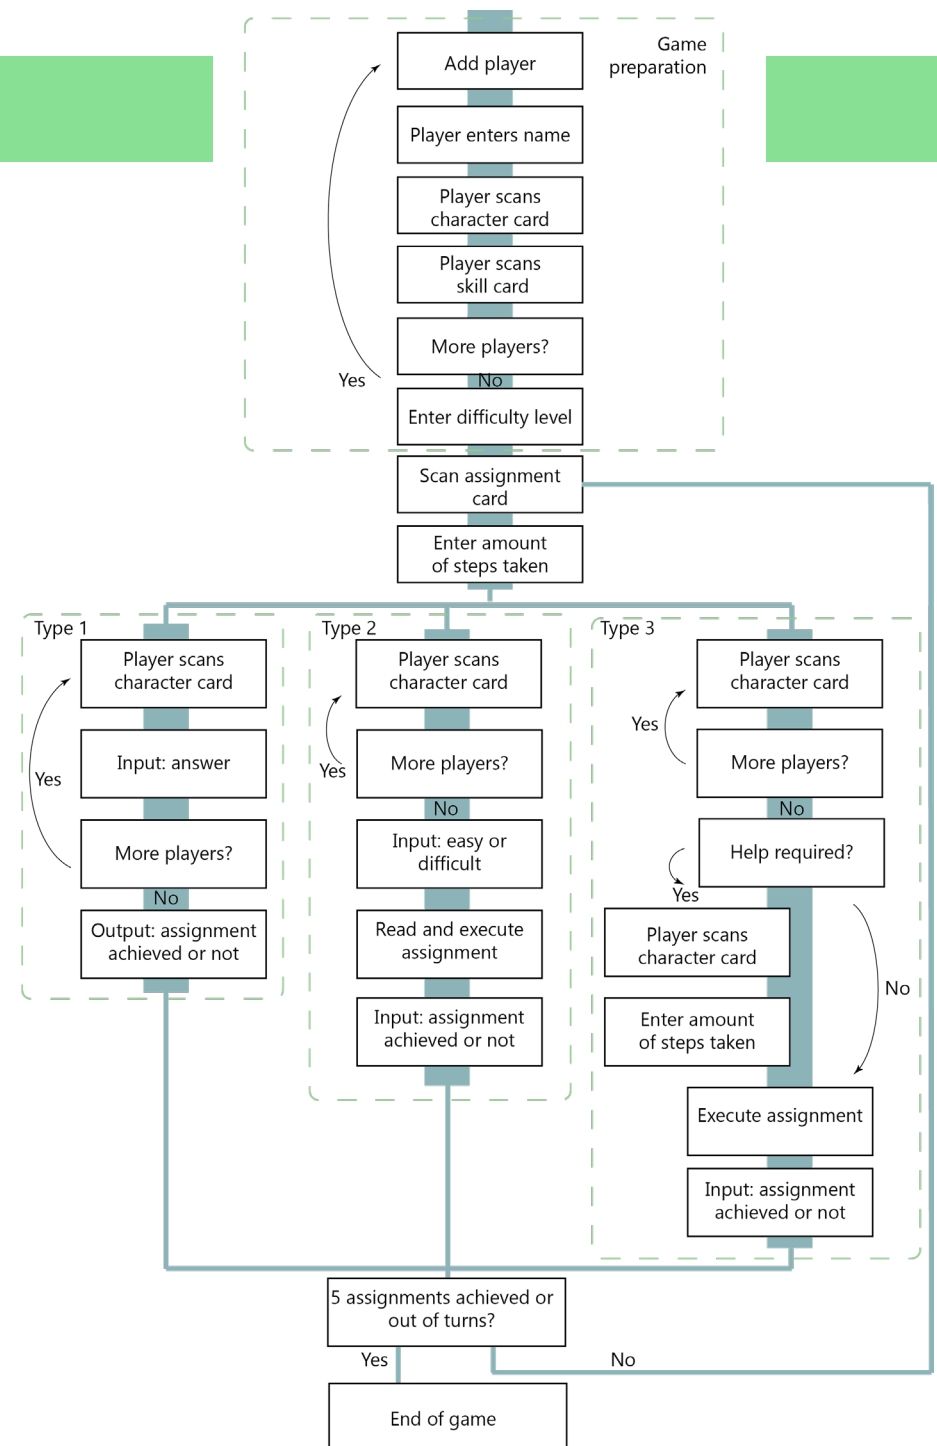 Game
preparation
Add player
Player enters name
Player scans
character card
Player scans
skill card
More players?
Yes
No
Enter difficulty level
Scan assignment
card
Enter amount
of steps taken
Type 1
Player scans
character card
Input: answer
Yes
More players?
No
Output: assignment
achieved or not
Type 2
Player scans
character card
Yes
More players?
No
Input: easy or
difficult
Read and execute
assignment
Input: assignment
achieved or not
Type 3
Player scans
character card
Yes
More players?
No
Help required?
Yes
Player scans
character card
No
Enter amount
of steps taken
Execute assignment
Input: assignment
achieved or not
5 assignments achieved or
out of turns?
Yes
No
End of game